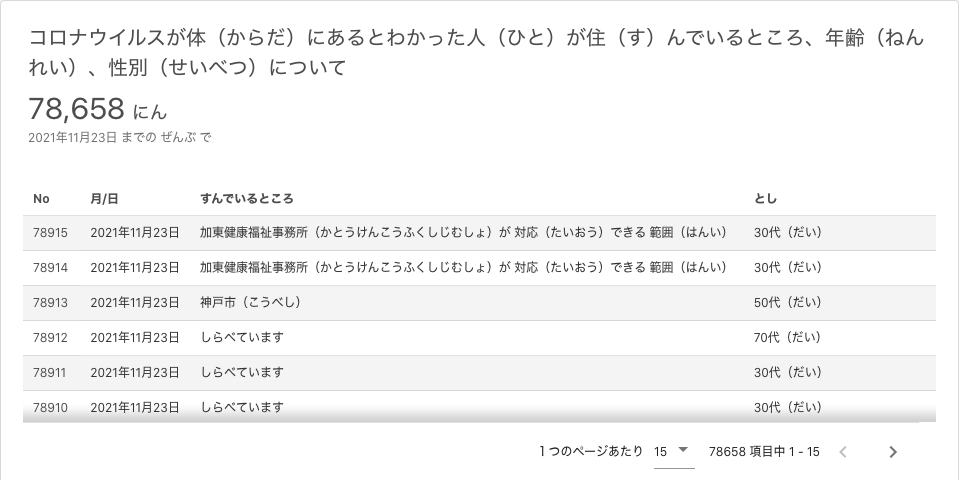 コロナウイルスが体（からだ）にあるとわかった人（ひと）が住（す）んでいるところ、年齢（ねん
れい）、性別（せいべつ）について
78,658 にん
2021年11月23日 までの ぜんぶ で
No 月/日 すんでいるところ とし
78915 2021年11月23日 加東健康福祉事務所（かとうけんこうふくしじむしょ）が 対応（たいおう）できる 範囲（はんい） 30代（だい）
78914 2021年11月23日 加東健康福祉事務所（かとうけんこうふくしじむしょ）が 対応（たいおう）できる 範囲（はんい） 30代（だい）
78913 2021年11月23日 神戸市（こうべし） 50代（だい）
78912 2021年11月23日 しらべています 70代（だい）
78911 2021年11月23日 しらべています 30代（だい）
78910 2021年11月23日 しらべています 30代（だい）
1 つのページあたり 15 78658 項目中 1 - 15